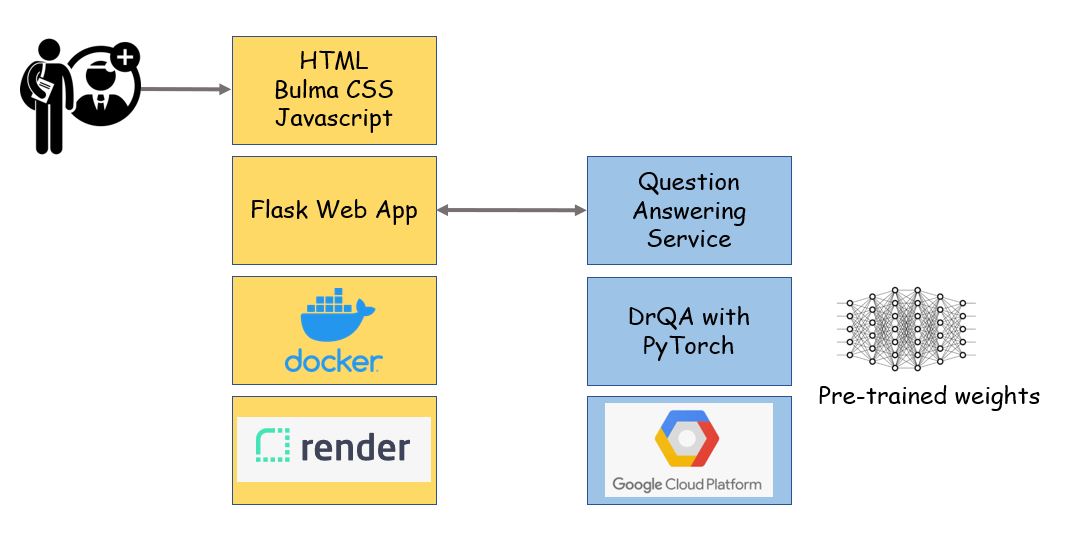 HTML
Bulma CSS
Javascript
Flask Web App
docker
render
Question
Answering
Service
DrQA with
PyTorch
Pre-trained weights
Google Cloud Platform